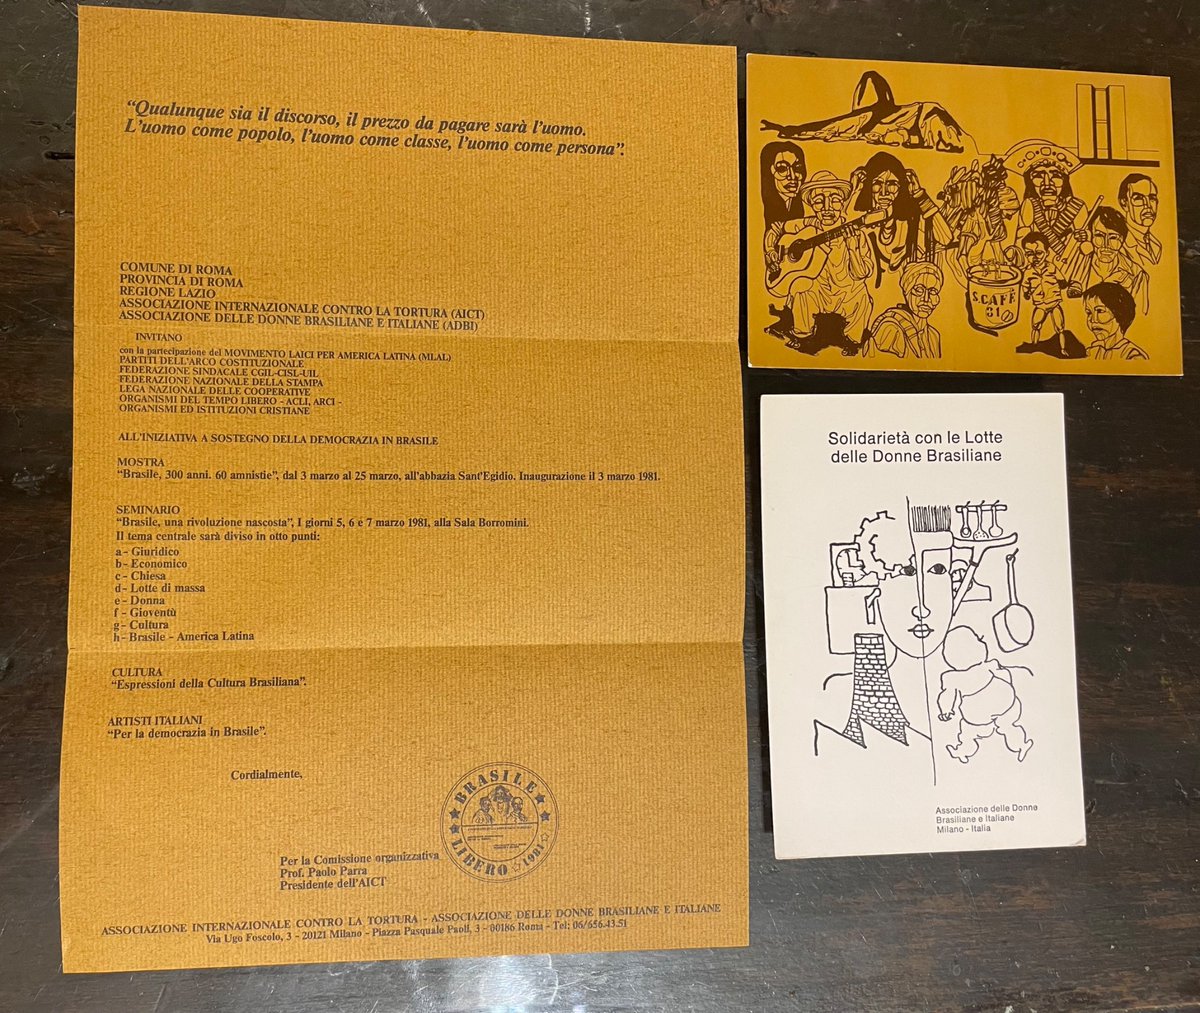 “Qualunque sia il discorso, il prezzo da pagare sarà l’uomo.
L’uomo come popolo, l’uomo come classe, l’uomo come persona”.
COMUNE DI ROMA
PROVINCIA DI ROMA
REGIONE LAZIO
ASSOCIAZIONE INTERNAZIONALE CONTRO LA TORTURA (AICT)
ASSOCIAZIONE DELLE DONNE BRASILIANE E ITALIANE (ADBI)
INVITANO
con la partecipazione del MOVIMENTO LAICI PER AMERICA LATINA (MLAL)
PARTITI DELL’ARCO COSTITUZIONALE
FEDERAZIONE SINDACALE CGIL-CISL-UIL
FEDERAZIONE NAZIONALE DELLA STAMPA
LEGA NAZIONALE DELLE COOPERATIVE
ORGANISMI DEL TEMPO LIBERO - ACLI, ARCI -
ORGANISMI ED ISTITUZIONI CRISTIANE
ALL’INIZIATIVA A SOSTEGNO DELLA DEMOCRAZIA IN BRASILE
MOSTRA
“Brasile, 300 anni. 60 amnistie”, dal 3 marzo al 25 marzo, all’abbazia Sant’Egidio. Inaugurazione il 3 marzo 1981.
SEMINARIO
“Brasile, una rivoluzione nascosta”, I giorni 5, 6 e 7 marzo 1981, alla Sala Borromini.
Il tema centrale sarà diviso in otto punti:
a - Giuridico
b - Economico
c - Chiesa
d - Lotte di massa
e - Donna
f - Gioventù
g - Cultura
h - Brasile - America Latina
CULTURA
“Espressioni della Cultura Brasiliana”.
ARTISTI ITALIANI
“Per la democrazia in Brasile”.
Cordialmente,
Per la Comissione organizzativa
Prof. Paolo Parra
Presidente dell’AICT
BRASILE
LIBERO 1981
ASSOCIAZIONE INTERNAZIONALE CONTRO LA TORTURA - ASSOCIAZIONE DELLE DONNE BRASILIANE E ITALIANE
Via Ugo Foscolo, 3 - 20121 Milano - Piazza Pasquale Paoli, 3 - 00186 Roma - Tel: 06/656.43.51
S.CAFÈ
81
Solidarietà con le Lotte
delle Donne Brasiliane
Associazione delle Donne
Brasiliane e Italiane
Milano - Italia